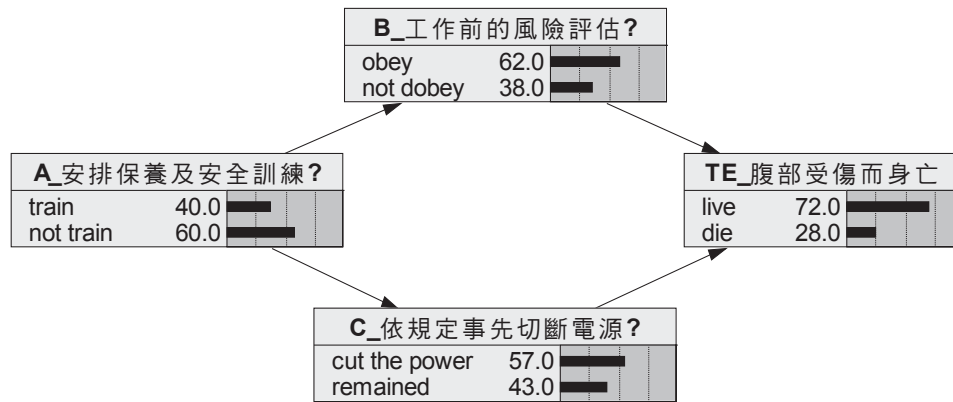 B_工作前的風險評估?
obey 62.0
not dobey 38.0
A_安排保養及安全訓練?
train 40.0
not train 60.0
TE_腹部受傷而身亡
live 72.0
die 28.0
C_依規定事先切斷電源?
cut the power 57.0
remained 43.0